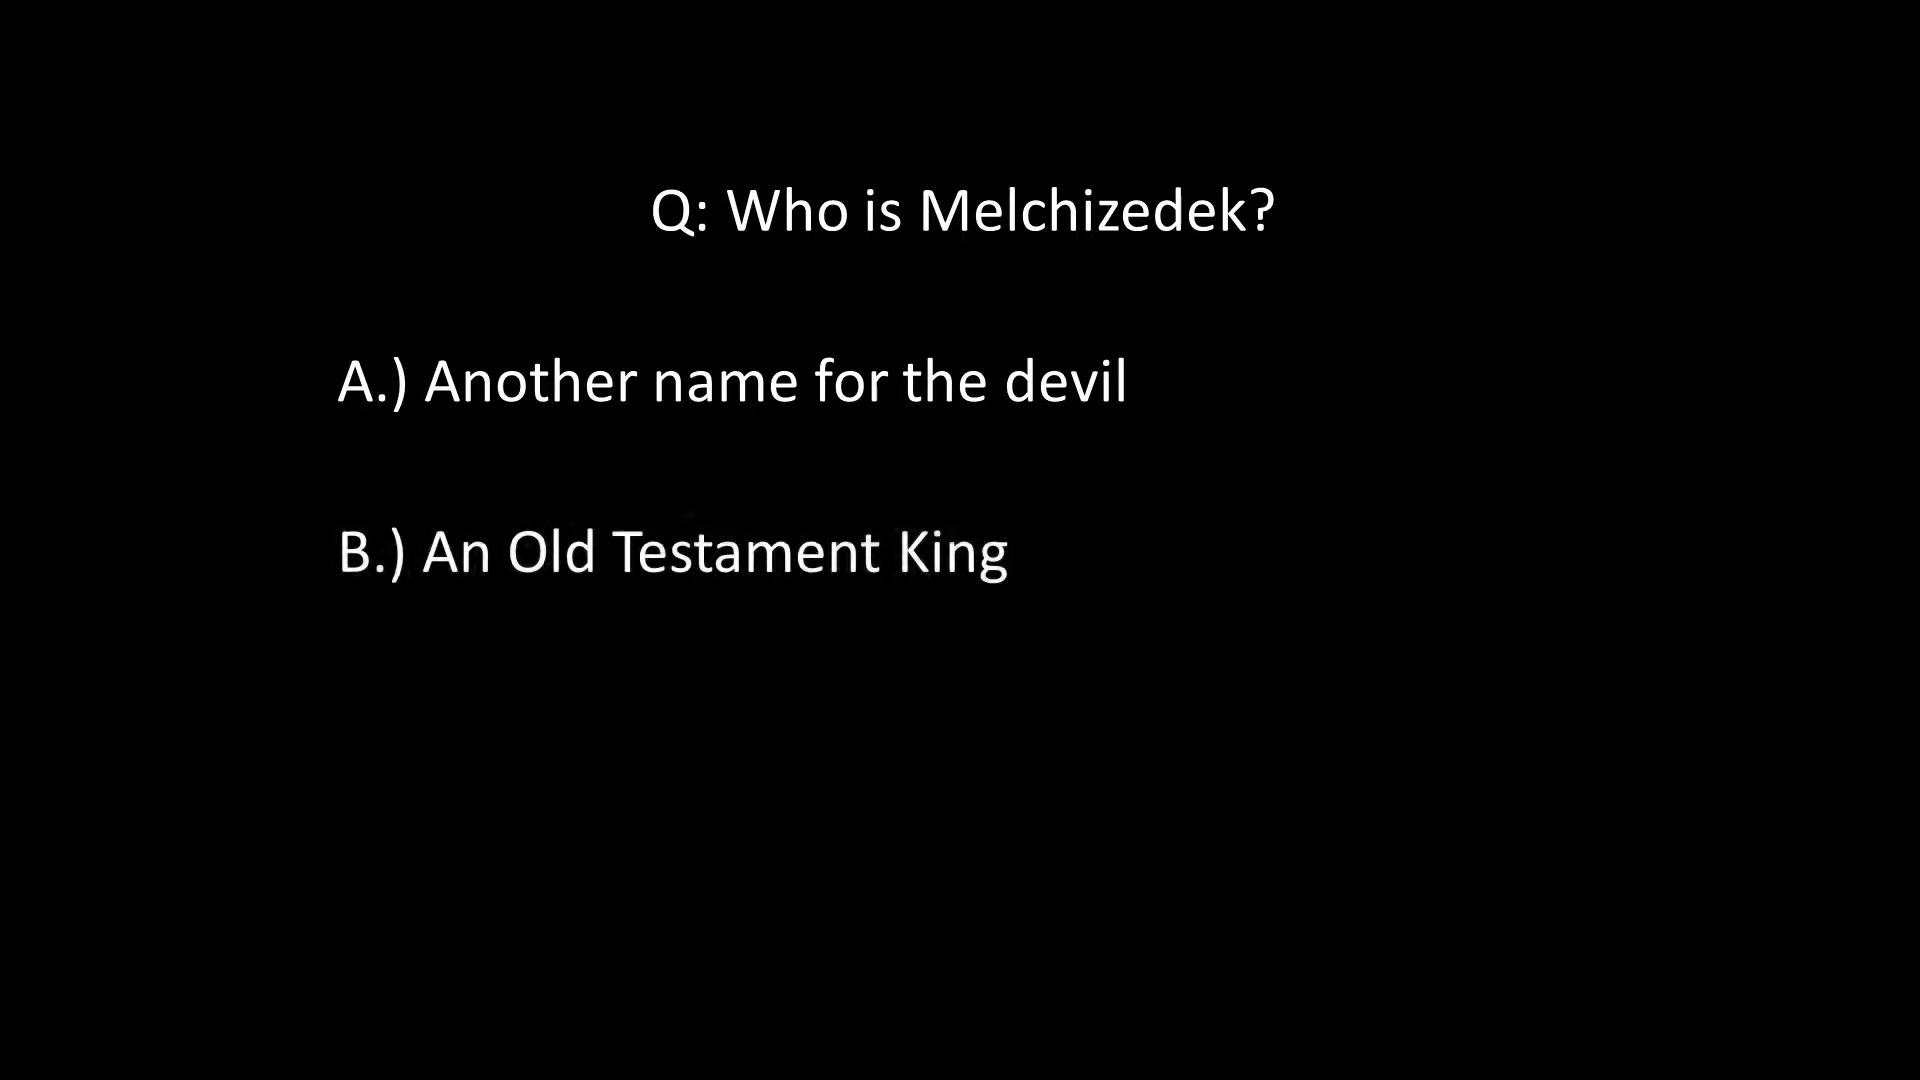 Q: Who is Melchizedek?
A.) Another name for the devil
B.) An Old Testament King